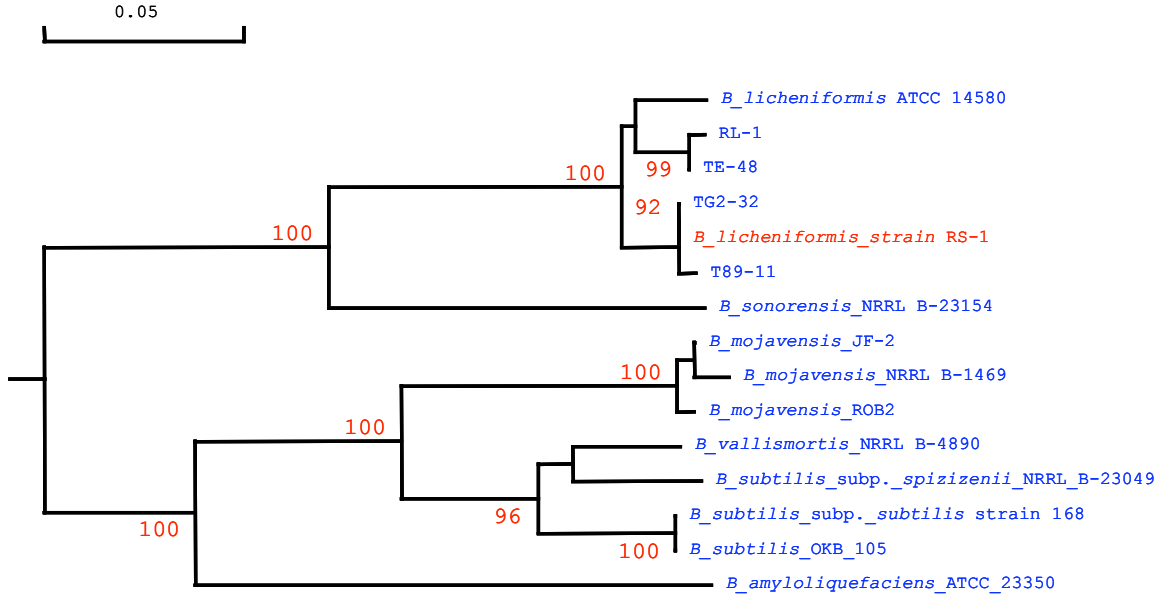 0.05
B_licheniformis ATCC 14580
RL-1
100
99
TE-48
92
TG2-32
100
B_licheniformis_strain RS-1
T89-11
B_sonorensis_NRRL B-23154
B_mojavensis_JF-2
100
B_mojavensis_NRRL B-1469
B_mojavensis_ROB2
100
B_vallismortis_NRRL B-4890
B_subtilis_subp._spizizenii_NRRL_B-23049
96
B_subtilis_subp._subtilis strain 168
100
100
B_subtilis_OKB_105
B_amyloliquefaciens_ATCC_23350